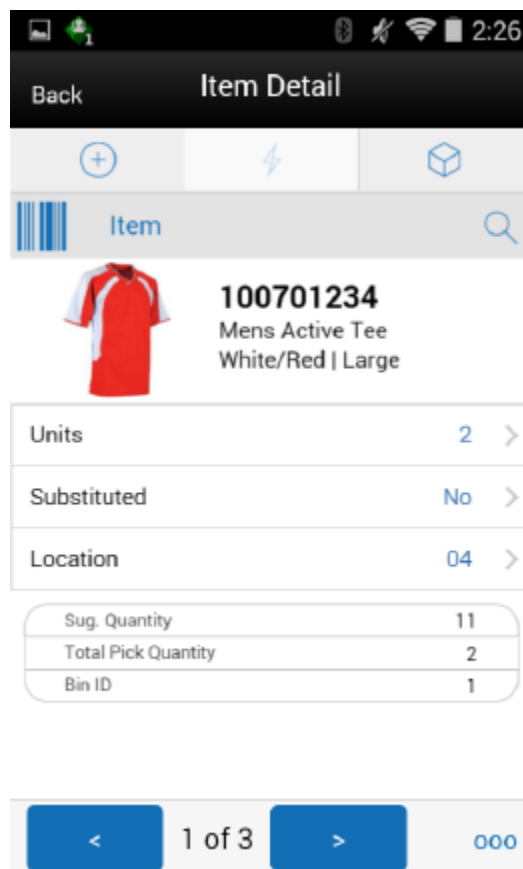 1
2:26
Back
Item Detail
Item
100701234
Mens Active Tee
White/Red | Large
Units 2 >
Substituted No >
Location 04 >
Sug. Quantity 11
Total Pick Quantity 2
Bin ID 1
< 1 of 3 > ooo